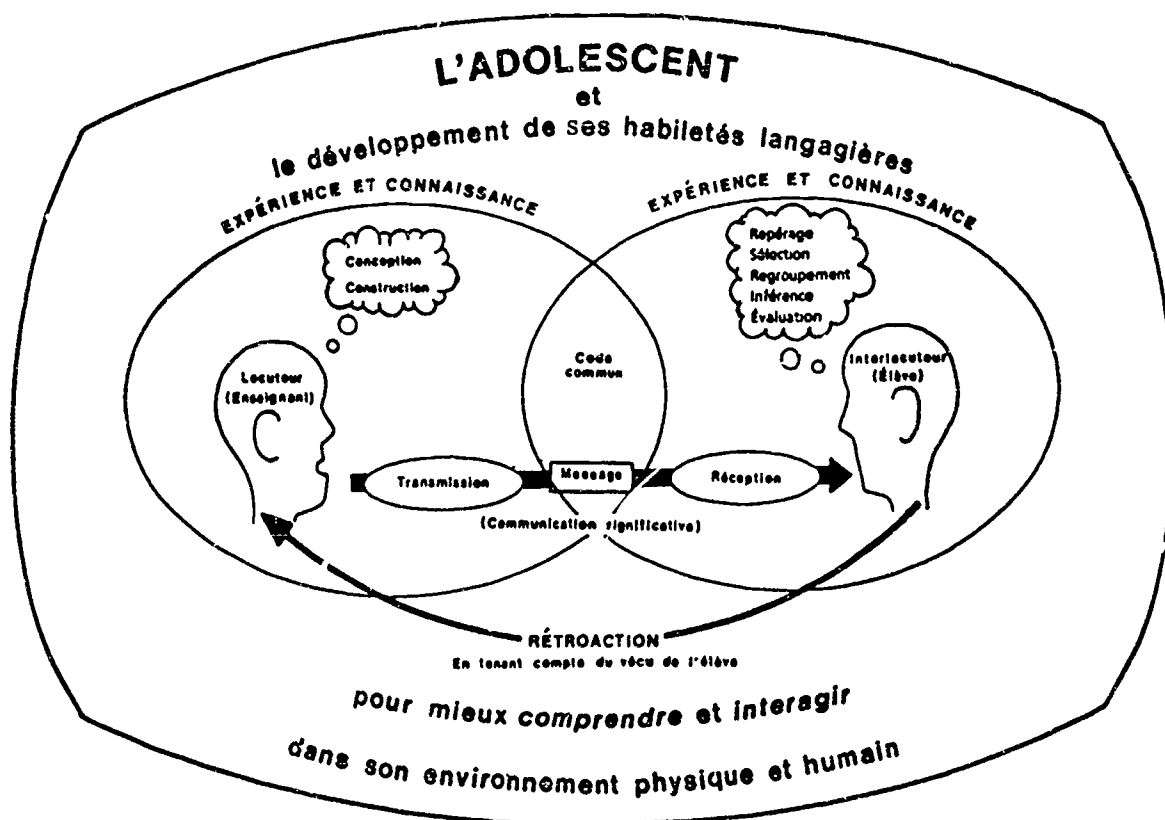 L'ADOLESCENT
et
le développement de ses habiletés langagières
EXPÉRIENCE ET CONNAISSANCE
EXPÉRIENCE ET CONNAISSANCE
Conception
Construction
Repérage
Sélection
Regroupement
Inférence
Évaluation
Locuteur
(Enseignant)
Code
commun
Interlocuteur
(Élève)
Transmission
Message
Réception
(Communication significative)
RÉTROACTION
En tenant compte du vécu de l'élève
pour mieux comprendre et interagir
dans son environnement physique et humain